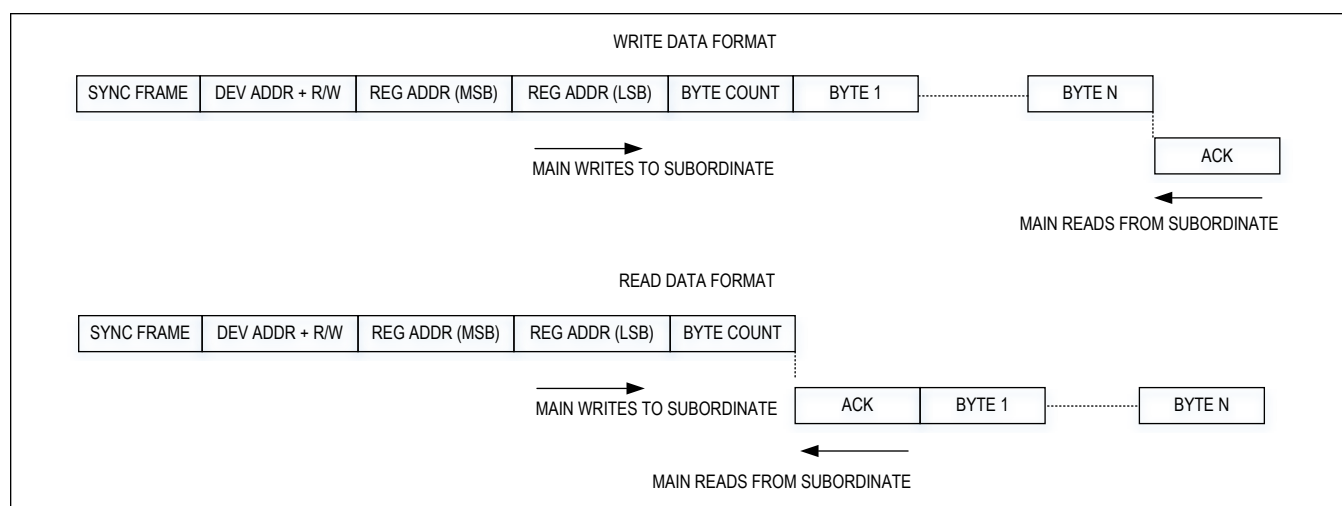 WRITE DATA FORMAT
SYNC FRAME DEV ADDR + R/W REG ADDR (MSB) REG ADDR (LSB) BYTE COUNT BYTE 1 BYTE N
ACK
MAIN WRITES TO SUBORDINATE
MAIN READS FROM SUBORDINATE
READ DATA FORMAT
SYNC FRAME DEV ADDR + R/W REG ADDR (MSB) REG ADDR (LSB) BYTE COUNT
MAIN WRITES TO SUBORDINATE
ACK BYTE 1 BYTE N
MAIN READS FROM SUBORDINATE